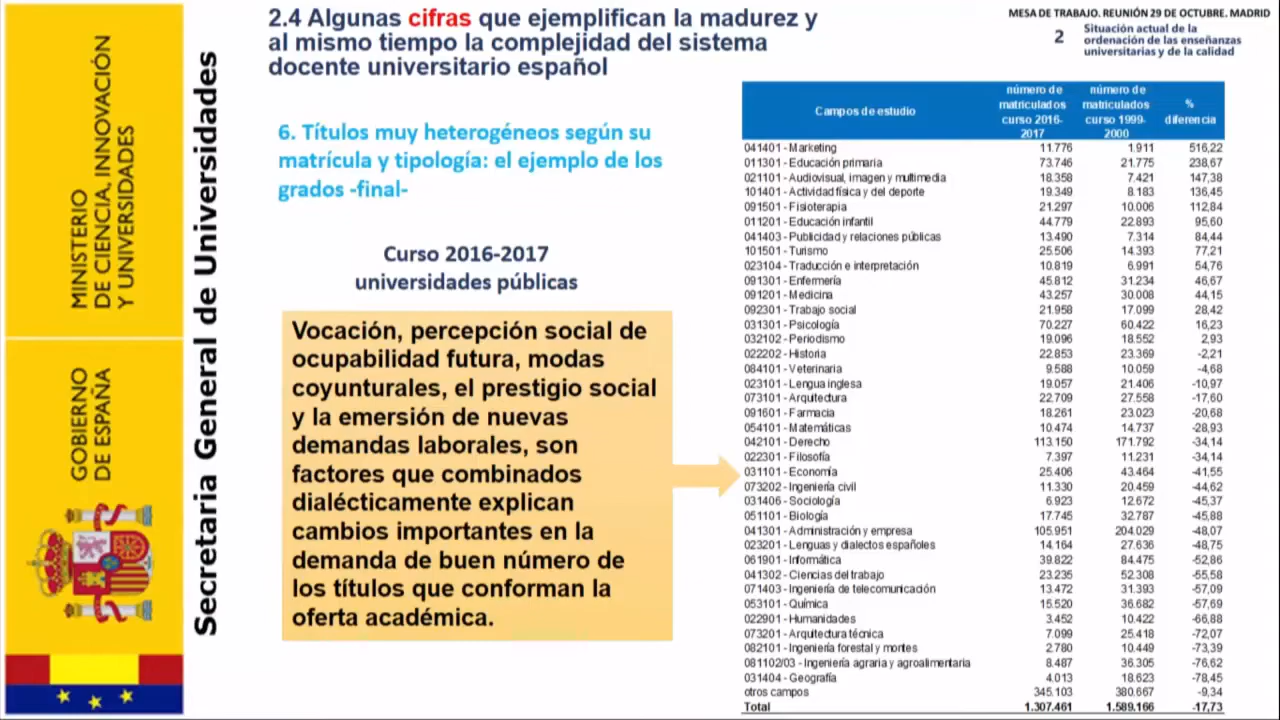 MINISTERIO
DE CIENCIA, INNOVACIÓN
Y UNIVERSIDADES
GOBIERNO
DE ESPAÑA
Secretaria General de Universidades
2.4 Algunas cifras que ejemplifican la madurez y
al mismo tiempo la complejidad del sistema
docente universitario español
MESA DE TRABAJO. REUNIÓN 29 DE OCTUBRE. MADRID
2 Situación actual de la
ordenación de las enseñanzas
universitarias y de la calidad
6. Títulos muy heterogéneos según su
matrícula y tipología: el ejemplo de los
grados -final-
Curso 2016-2017
universidades públicas
Vocación, percepción social de
ocupabilidad futura, modas
coyunturales, el prestigio social
y la emersión de nuevas
demandas laborales, son
factores que combinados
dialécticamente explican
cambios importantes en la
demanda de buen número de
los títulos que conforman la
oferta académica.
Campos de estudio
número de
matriculados
curso 2016-
2017
número de
matriculados
curso 1999-
2000
%
diferencia
041401 - Marketing 11.776 1.911 516,22
011301 - Educación primaria 73.746 21.775 238,67
021101 - Audiovisual, imagen y multimedia 18.358 7.421 147,38
101401 - Actividad física y del deporte 19.349 8.183 136,45
091501 - Fisioterapia 21.297 10.006 112,84
011201 - Educación infantil 44.779 22.893 95,60
041403 - Publicidad y relaciones públicas 13.490 7.314 84,44
101501 - Turismo 25.506 14.393 77,21
023104 - Traducción e interpretación 10.819 6.991 54,76
091301 - Enfermería 45.812 31.234 46,67
091201 - Medicina 43.257 30.008 44,15
092301 - Trabajo social 21.958 17.099 28,42
031301 - Psicología 70.227 60.422 16,23
032102 - Periodismo 19.096 18.552 2,93
022202 - Historia 22.853 23.369 -2,21
084101 - Veterinaria 9.588 10.059 -4,68
023101 - Lengua inglesa 19.057 21.406 -10,97
073101 - Arquitectura 22.709 27.558 -17,60
091601 - Farmacia 18.261 23.023 -20,68
054101 - Matemáticas 10.474 14.737 -28,93
042101 - Derecho 113.150 171.792 -34,14
022301 - Filosofía 7.397 11.231 -34,14
031101 - Economía 25.406 43.464 -41,55
073202 - Ingeniería civil 11.330 20.459 -44,62
031406 - Sociología 6.923 12.672 -45,37
051101 - Biología 17.745 32.787 -45,88
041301 - Administración y empresa 105.951 204.029 -48,07
023201 - Lenguas y dialectos españoles 14.164 27.636 -48,75
061901 - Informática 39.822 84.475 -52,86
041302 - Ciencias del trabajo 23.235 52.308 -55,58
071403 - Ingeniería de telecomunicación 13.472 31.393 -57,09
053101 - Química 15.520 36.682 -57,69
022901 - Humanidades 3.452 10.422 -66,88
073201 - Arquitectura técnica 7.099 25.418 -72,07
082101 - Ingeniería forestal y montes 2.780 10.449 -73,39
081102/03 - Ingeniería agraria y agroalimentaria 8.487 36.305 -76,62
031404 - Geografía 4.013 18.623 -78,45
otros campos 345.103 380.667 -9,34
Total 1.307.461 1.589.166 -17,73